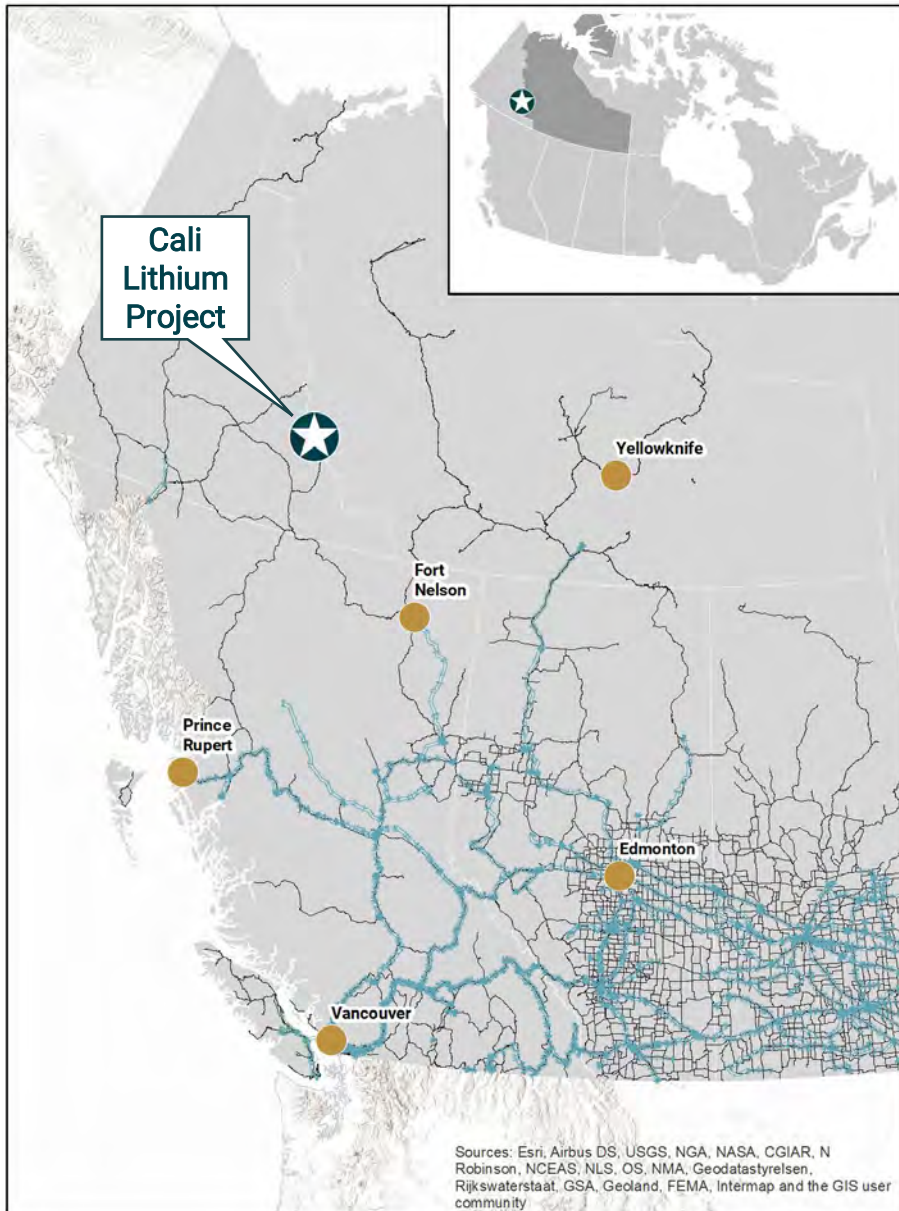 Cali
Lithium
Project
Yellowknife
Fort
Nelson
Prince
Rupert
Edmonton
Vancouver
Sources: Esri, Airbus DS, USGS, NGA, NASA, CGIAR, N
Robinson, NCEAS, NLS, OS, NMA, Geodatastyrelsen,
Rijkswaterstaat, GSA, Geoland, FEMA, Intermap and the GIS user
community